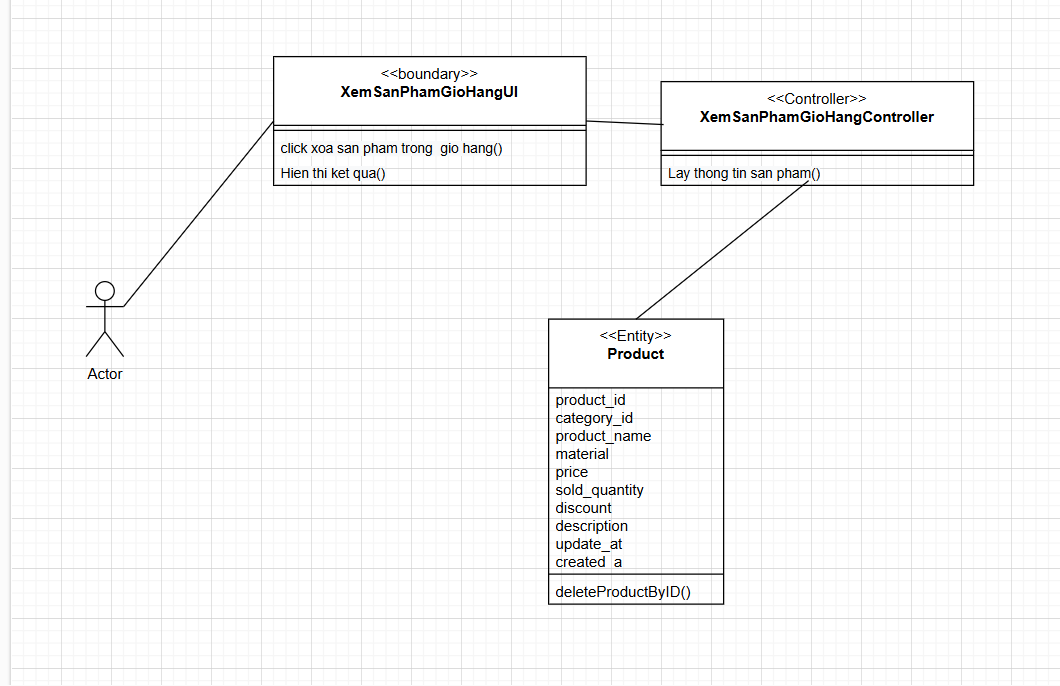 <<boundary>>
XemSanPhamGioHangUI
click xoa san pham trong gio hang()
Hien thi ket qua()
<<Controller>>
XemSanPhamGioHangController
Lay thong tin san pham()
Actor
<<Entity>>
Product
product_id
category_id
product_name
material
price
sold_quantity
discount
description
update_at
created_a
deleteProductByID()